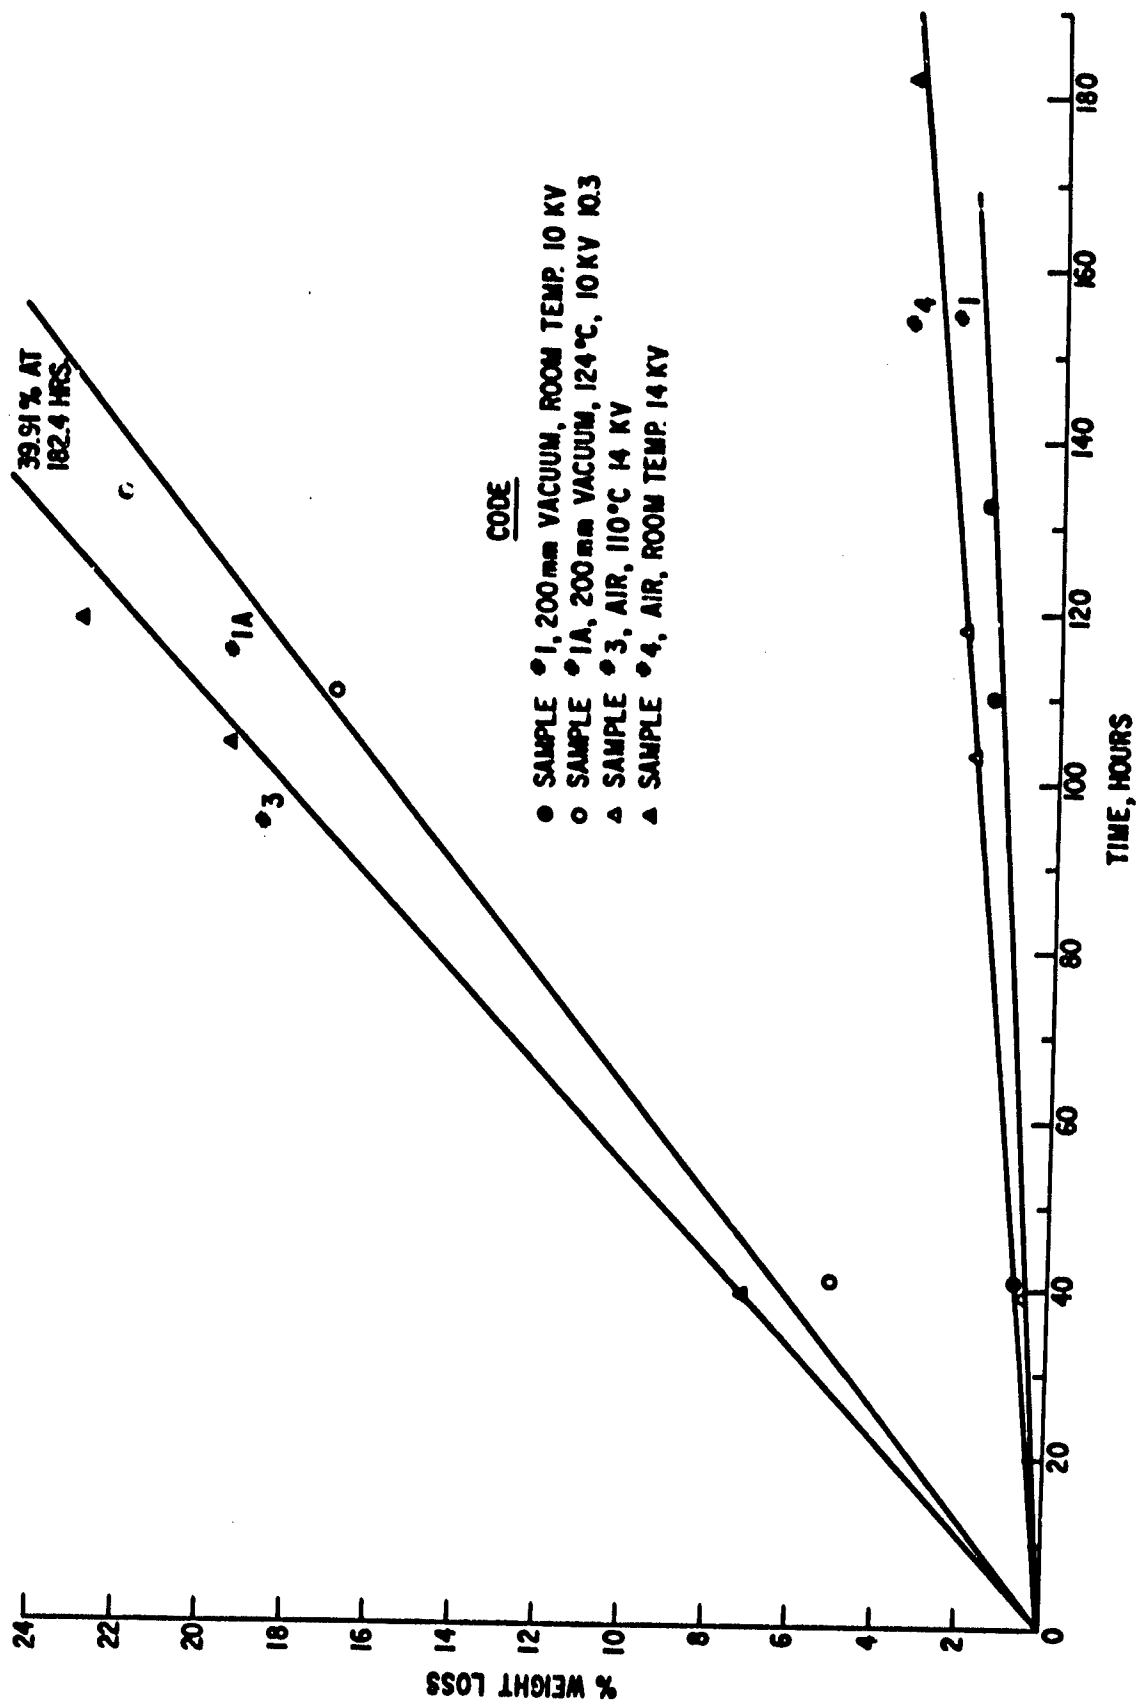 39.91 % AT
182.4 HRS.
#1A
#3
CODE
● SAMPLE #1, 200mm VACUUM, ROOM TEMP. 10 KV
○ SAMPLE #1A, 200mm VACUUM, 124°C, 10 KV 10.3
△ SAMPLE #3, AIR, 110°C 14 KV
▲ SAMPLE #4, AIR, ROOM TEMP. 14 KV
#4
#1
% WEIGHT LOSS
24
22
20
18
16
14
12
10
8
6
4
2
0
20
40
60
80
100
120
140
160
180
TIME, HOURS